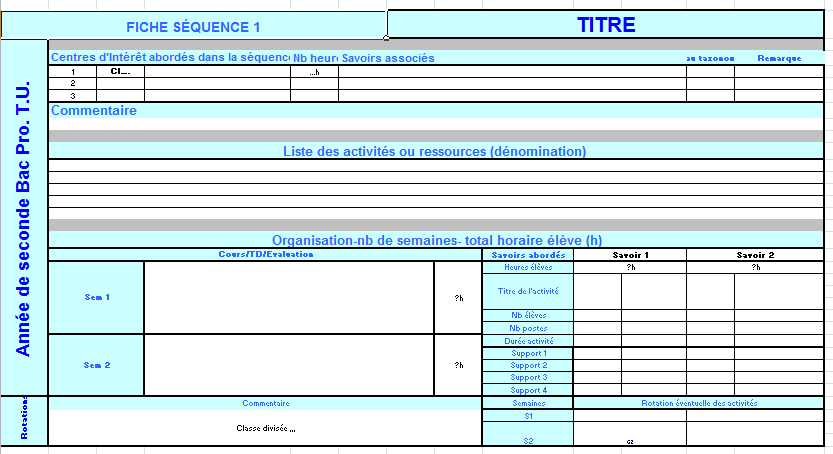 FICHE SÉQUENCE 1
TITRE
Année de seconde Bac Pro. T.U.
Centres d'Intérêt abordés dans la séquence Nb heur Savoirs associés au taxonom Remarque
1 CI.... ...h
2
3
Commentaire
Liste des activités ou ressources (dénomination)
Organisation-nb de semaines- total horaire élève (h)
Cours/TD/Evaluation Savoirs abordés Savoir 1 Savoir 2
Heures élèves ?h ?h
Sem 1 ?h Titre de l'activité
Nb élèves
Nb postes
Durée activité
Sem 2 ?h Support 1
Support 2
Support 3
Support 4
Rotations Commentaire Semaines Rotation éventuelle des activités
Classe divisée ,,, S1
S2 G2